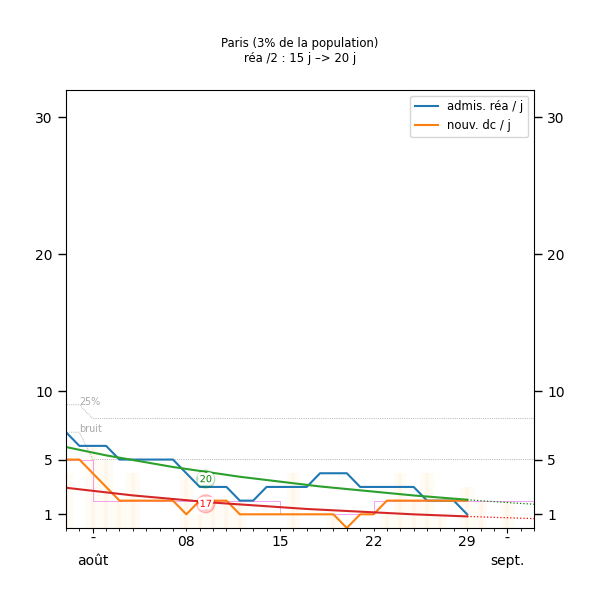 Paris (3% de la population)
réa /2 : 15 j –> 20 j
admis. réa / j
nouv. dc / j
30
30
20
20
10
10
25%
bruit
5
5
20
17
1
1
-
08
15
22
29
-
août
sept.